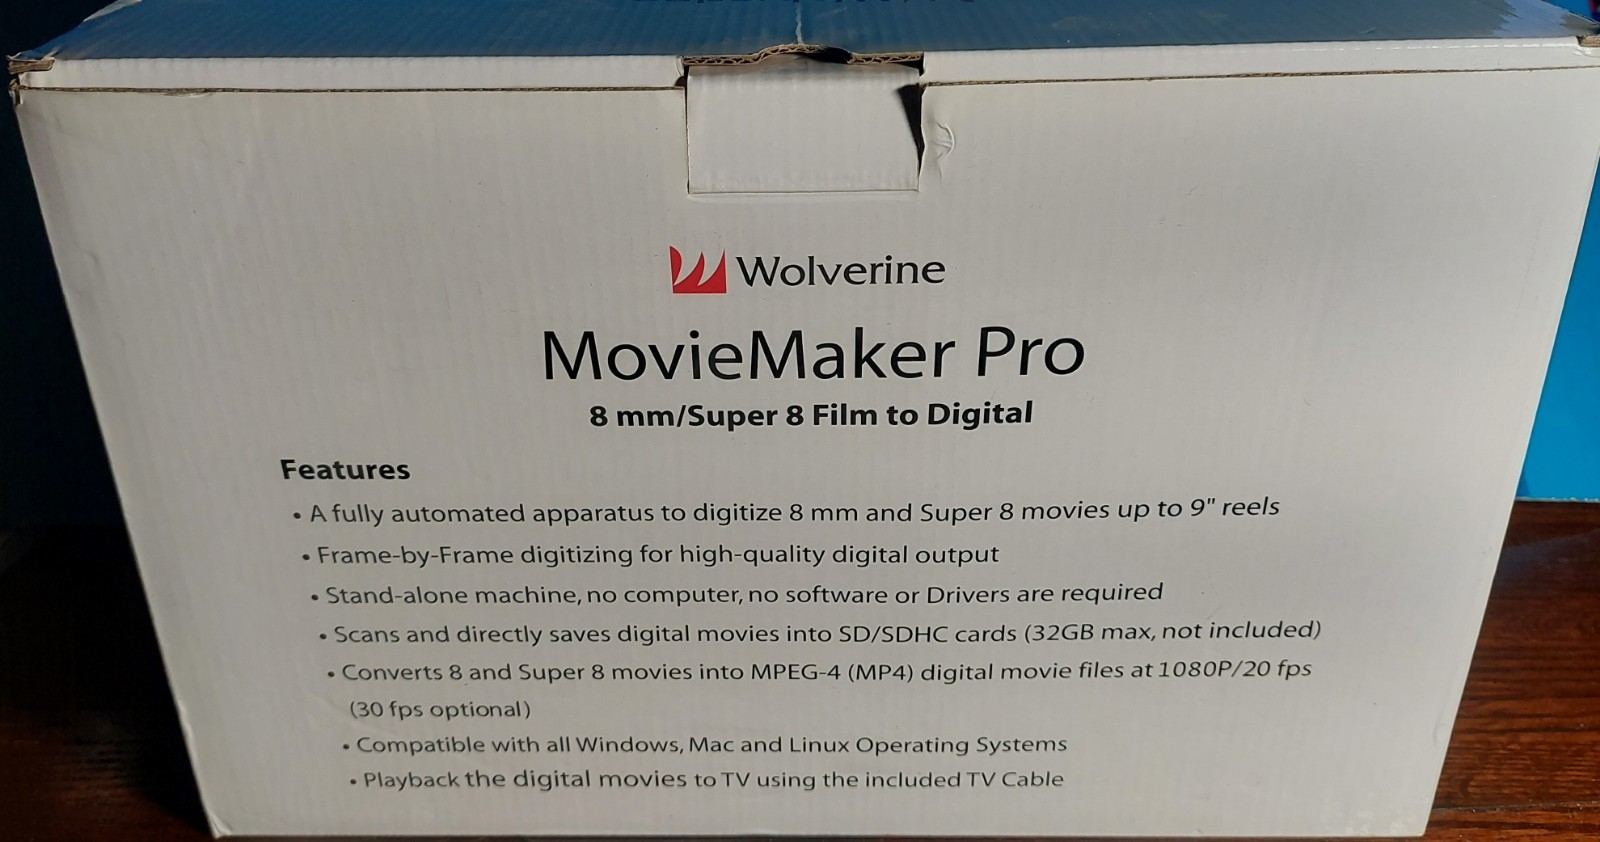 Wolverine
MovieMaker Pro
8 mm/Super 8 Film to Digital
Features
• A fully automated apparatus to digitize 8 mm and Super 8 movies up to 9" reels
• Frame-by-Frame digitizing for high-quality digital output
• Stand-alone machine, no computer, no software or Drivers are required
• Scans and directly saves digital movies into SD/SDHC cards (32GB max, not included)
• Converts 8 and Super 8 movies into MPEG-4 (MP4) digital movie files at 1080P/20 fps
(30 fps optional)
• Compatible with all Windows, Mac and Linux Operating Systems
• Playback the digital movies to TV using the included TV Cable